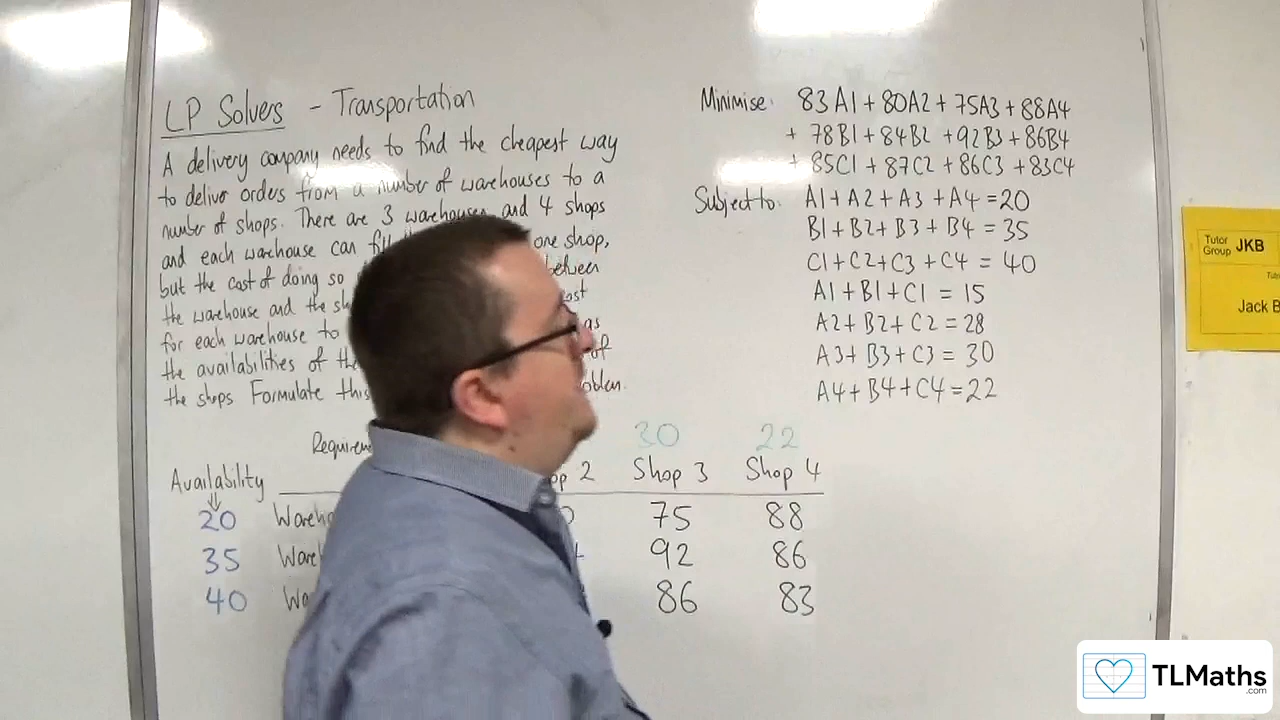 LP Solvers - Transportation
A delivery company needs to find the cheapest way
to deliver orders from a number of warehouses to a
number of shops. There are 3 warehouses and 4 shops
and each warehouse can one shop,
but the cost of doing so between
the warehouse and the
for each warehouse to as
the availabilities of the of
the shops Formulate this
Availability
30 22
Shop 3 Shop 4
20 75 88
35 92 86
40 86 83
Minimise: 83A1 + 80A2 + 75A3 + 88A4
+ 78B1 + 84B2 + 92B3 + 86B4
+ 85C1 + 87C2 + 86C3 + 83C4
Subject to: A1 + A2 + A3 + A4 = 20
B1 + B2 + B3 + B4 = 35
C1 + C2 + C3 + C4 = 40
A1 + B1 + C1 = 15
A2 + B2 + C2 = 28
A3 + B3 + C3 = 30
A4 + B4 + C4 = 22
Tutor Group JKB
Jack B
TLMaths
.com